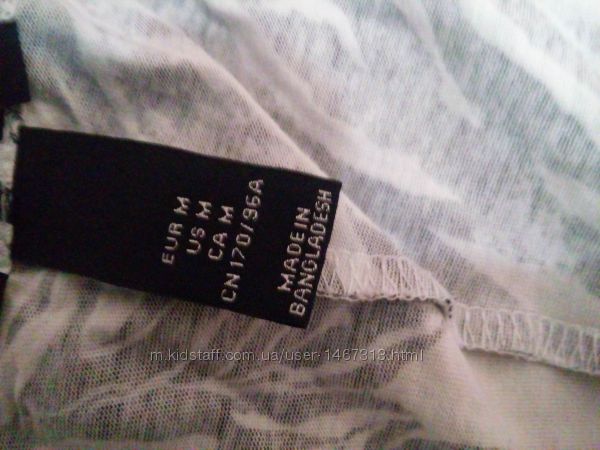 EUR M
US M
CA M
CN 170/96A
MADE IN
BANGLADESH
m.kidstaff.com.ua/user-1467313.html